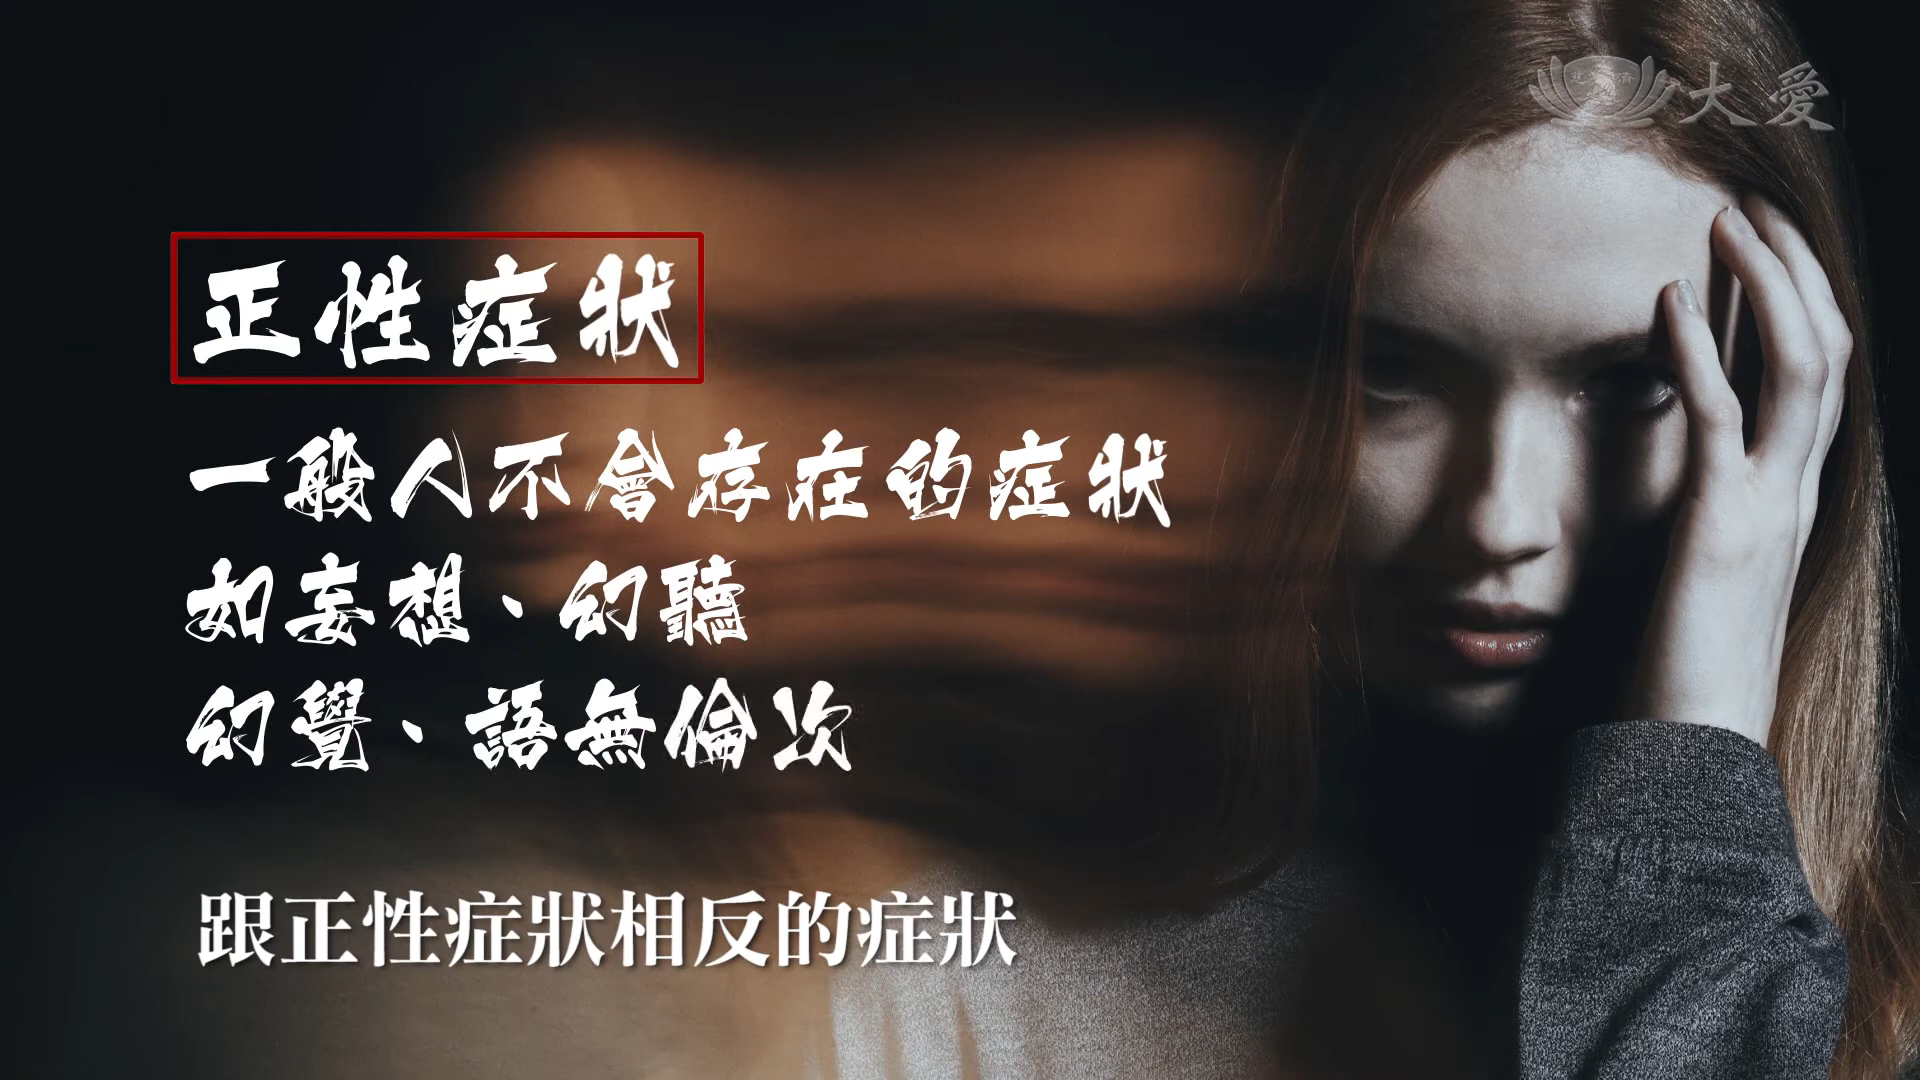 大愛
正性症狀
一般人不會存在的症狀
如妄想、幻聽
幻覺、語無倫次
跟正性症狀相反的症狀